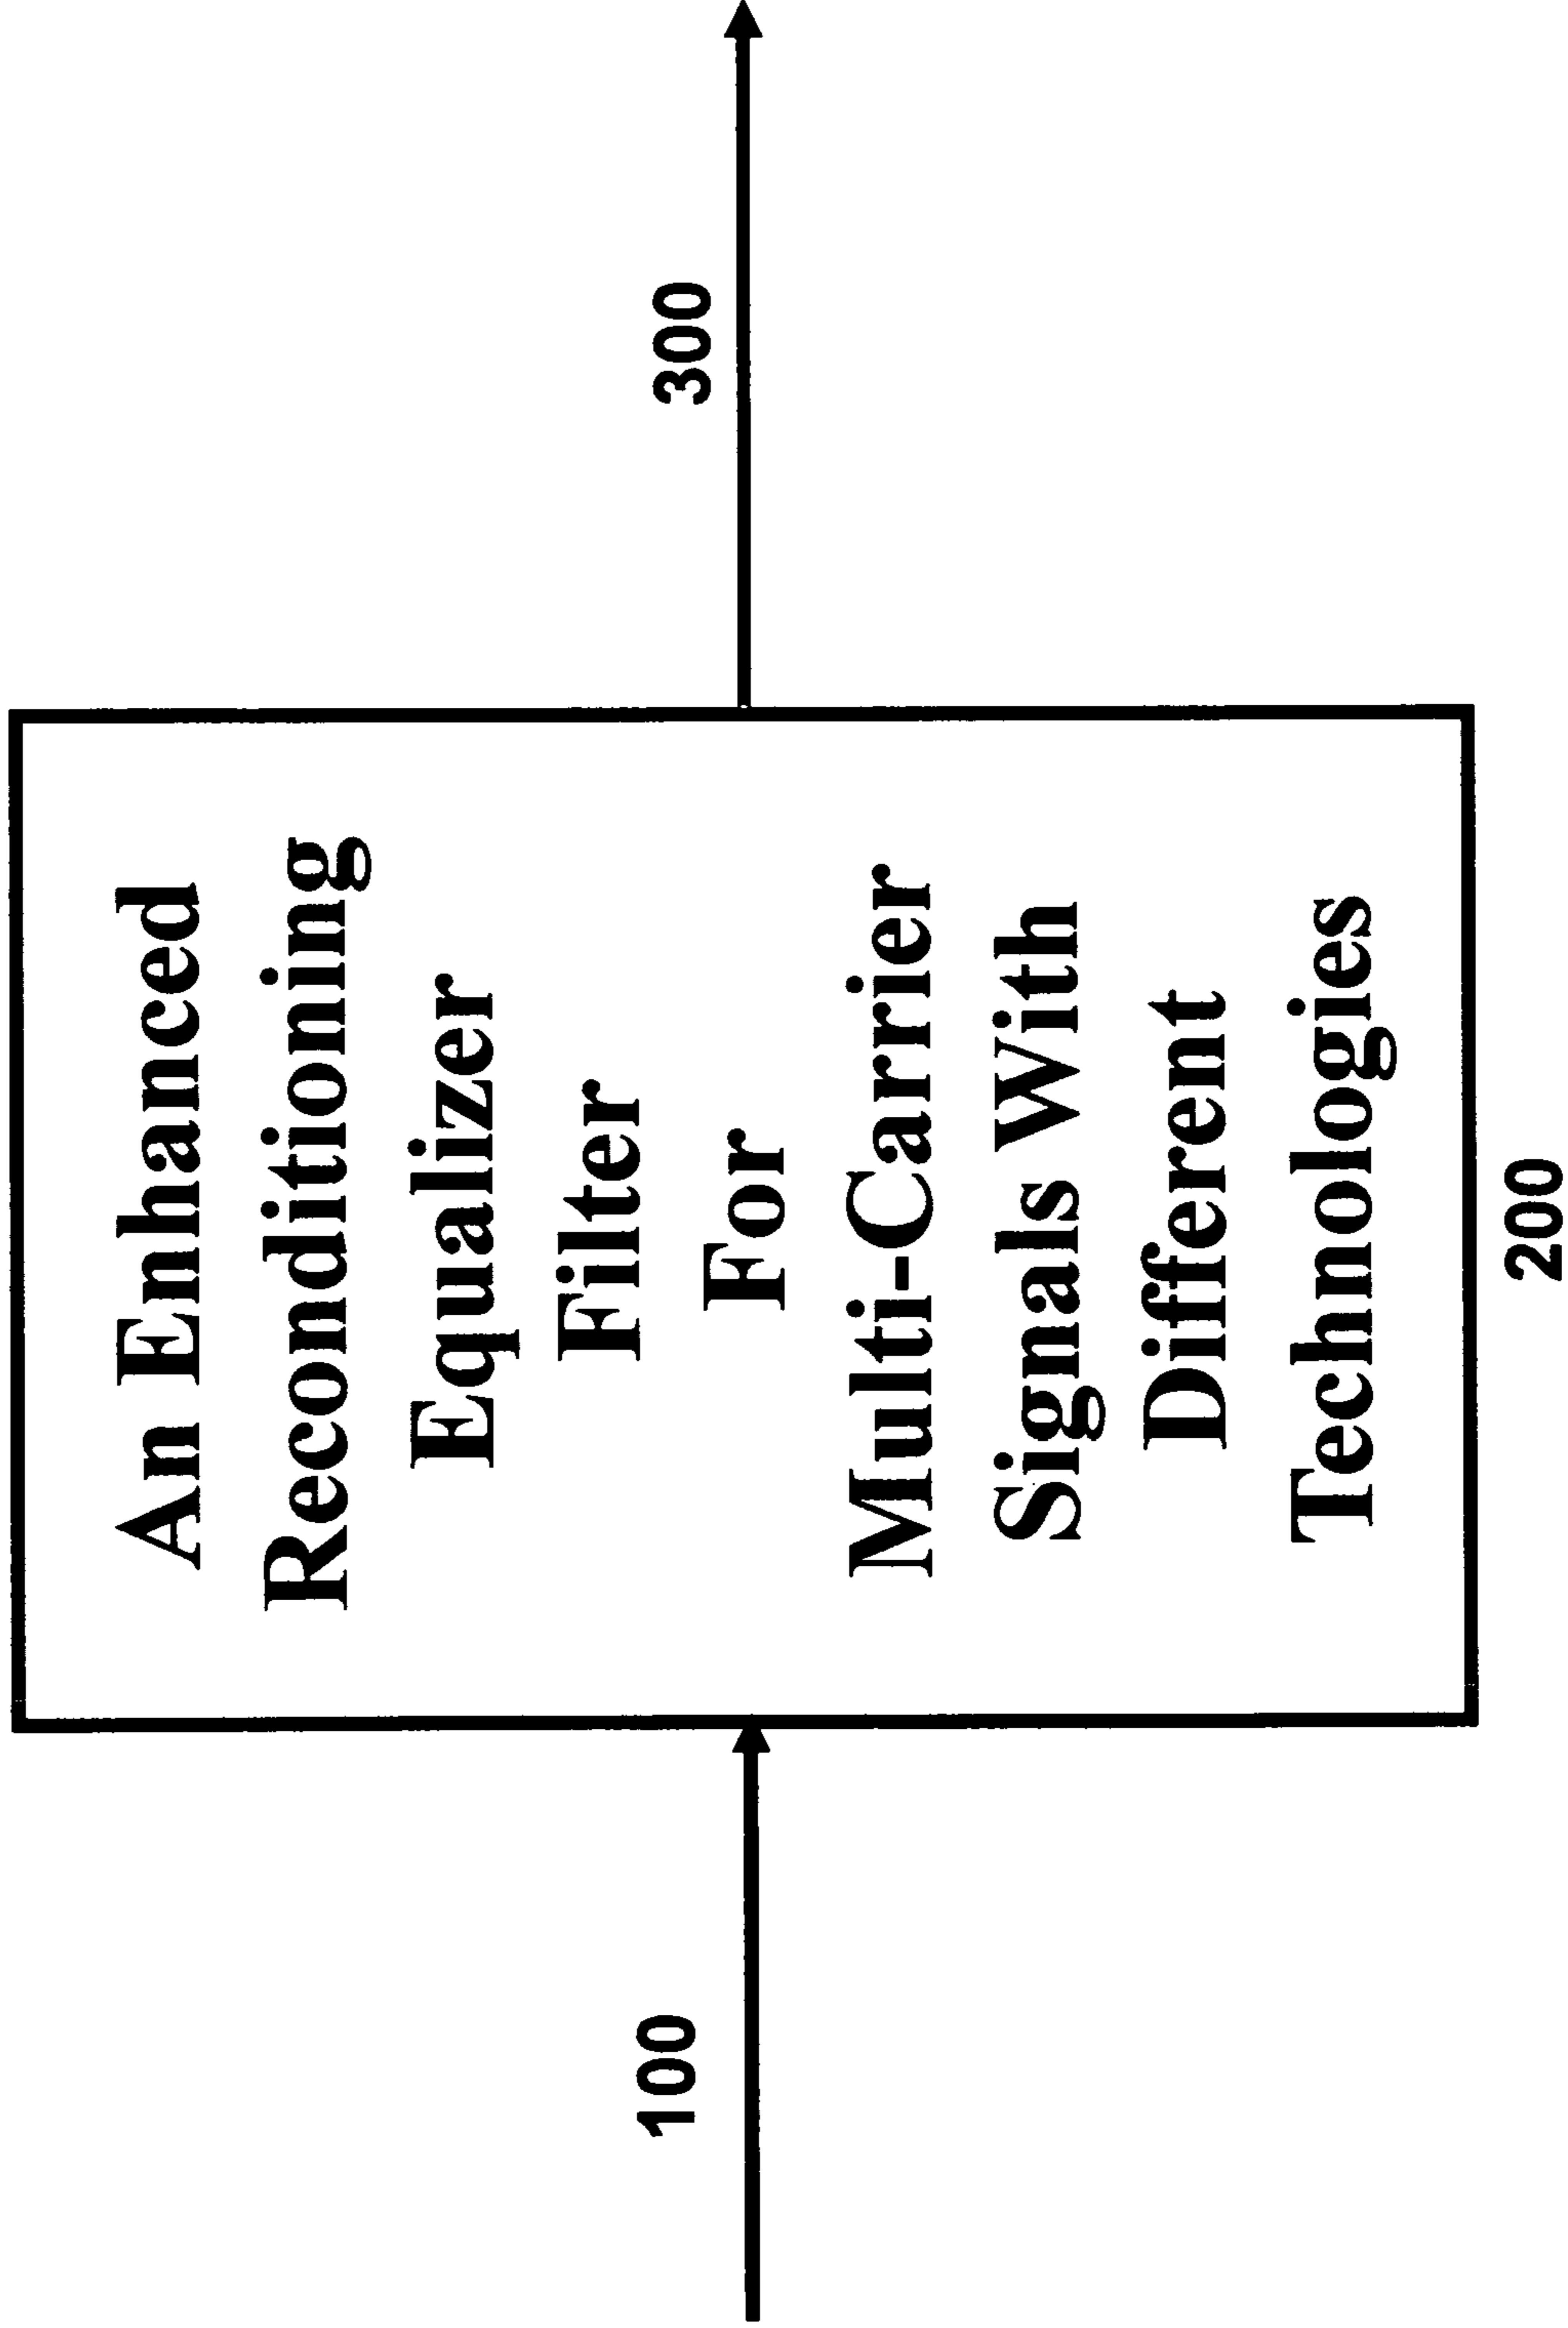 100
An Enhanced
Reconditioning
Equalizer
Filter
For
Multi-Carrier
Signals With
Different
Technologies
200
300